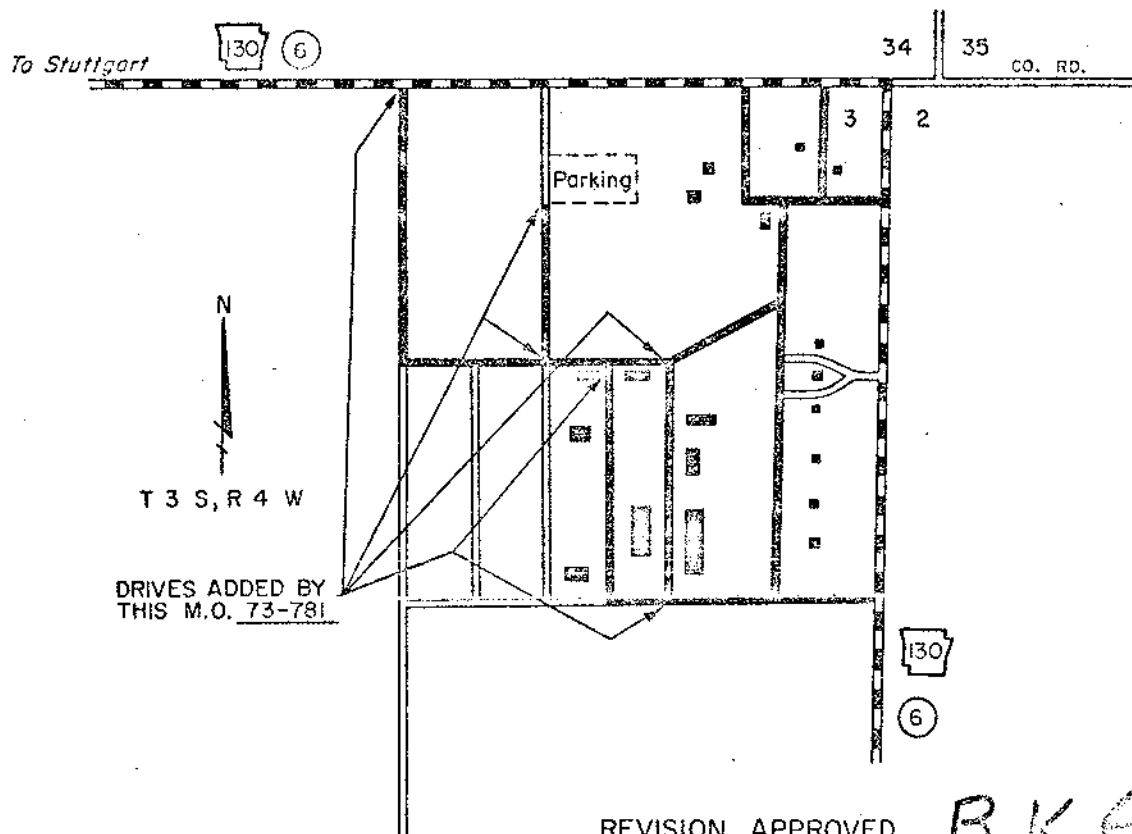 130 6
34 35
To Stuttgart
CO. RD.
3 2
Parking
N
T 3 S, R 4 W
DRIVES ADDED BY
THIS M.O. 73-781
130
6
REVISION APPROVED